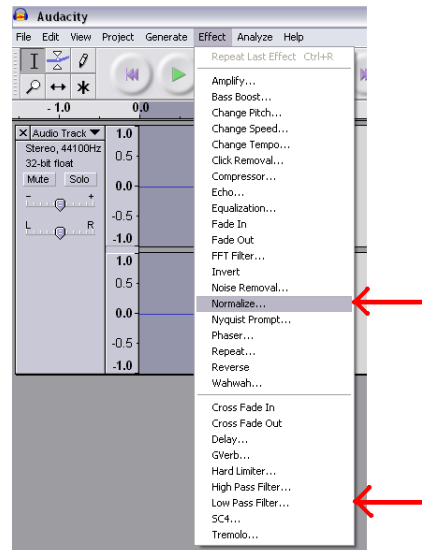 Audacity
File Edit View Project Generate Effect Analyze Help
- 1.0 0.0
Audio Track
Stereo, 44100Hz
32-bit float
Mute Solo
- +
L R
1.0
0.5
0.0
-0.5
-1.0
1.0
0.5
0.0
-0.5
-1.0
Repeat Last Effect Ctrl+R
Amplify...
Bass Boost...
Change Pitch...
Change Speed...
Change Tempo...
Click Removal...
Compressor...
Echo...
Equalization...
Fade In
Fade Out
FFT Filter...
Invert
Noise Removal...
Normalize...
Nyquist Prompt...
Phaser...
Repeat...
Reverse
Wahwah...
Cross Fade In
Cross Fade Out
Delay...
GVerb...
Hard Limiter...
High Pass Filter...
Low Pass Filter...
SC4...
Tremolo...